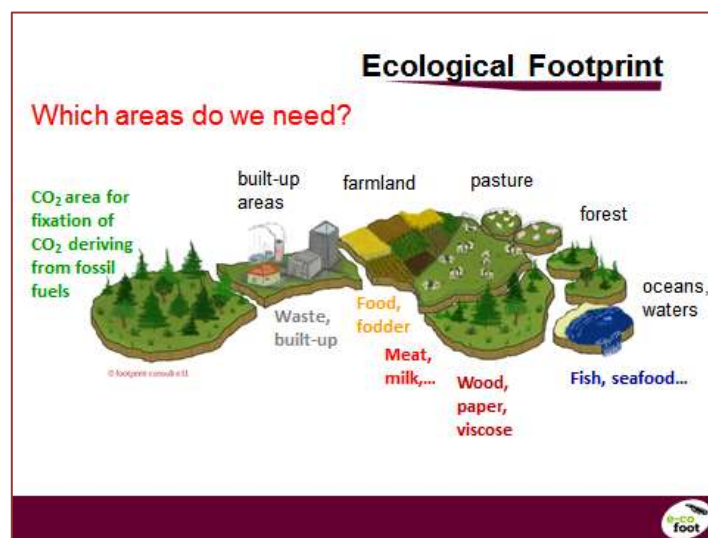 Ecological Footprint
Which areas do we need?
CO₂ area for
fixation of
CO₂ deriving
from fossil
fuels
built-up
areas
farmland
pasture
forest
oceans,
waters
Waste,
built-up
Food,
fodder
Meat,
milk,...
Wood,
paper,
viscose
Fish, seafood...
e-co
foot